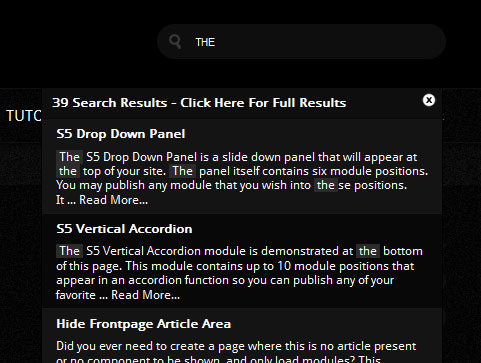 THE
39 Search Results - Click Here For Full Results
x
TUTO
S5 Drop Down Panel
The S5 Drop Down Panel is a slide down panel that will appear at
the top of your site. The panel itself contains six module positions.
You may publish any module that you wish into these positions.
It ... Read More...
S5 Vertical Accordion
The S5 Vertical Accordion module is demonstrated at the bottom
of this page. This module contains up to 10 module positions that
appear in an accordion function so you can publish any of your
favorite ... Read More...
Hide Frontpage Article Area
Did you ever need to create a page where this is no article present
or no component to be shown, and only load modules? This